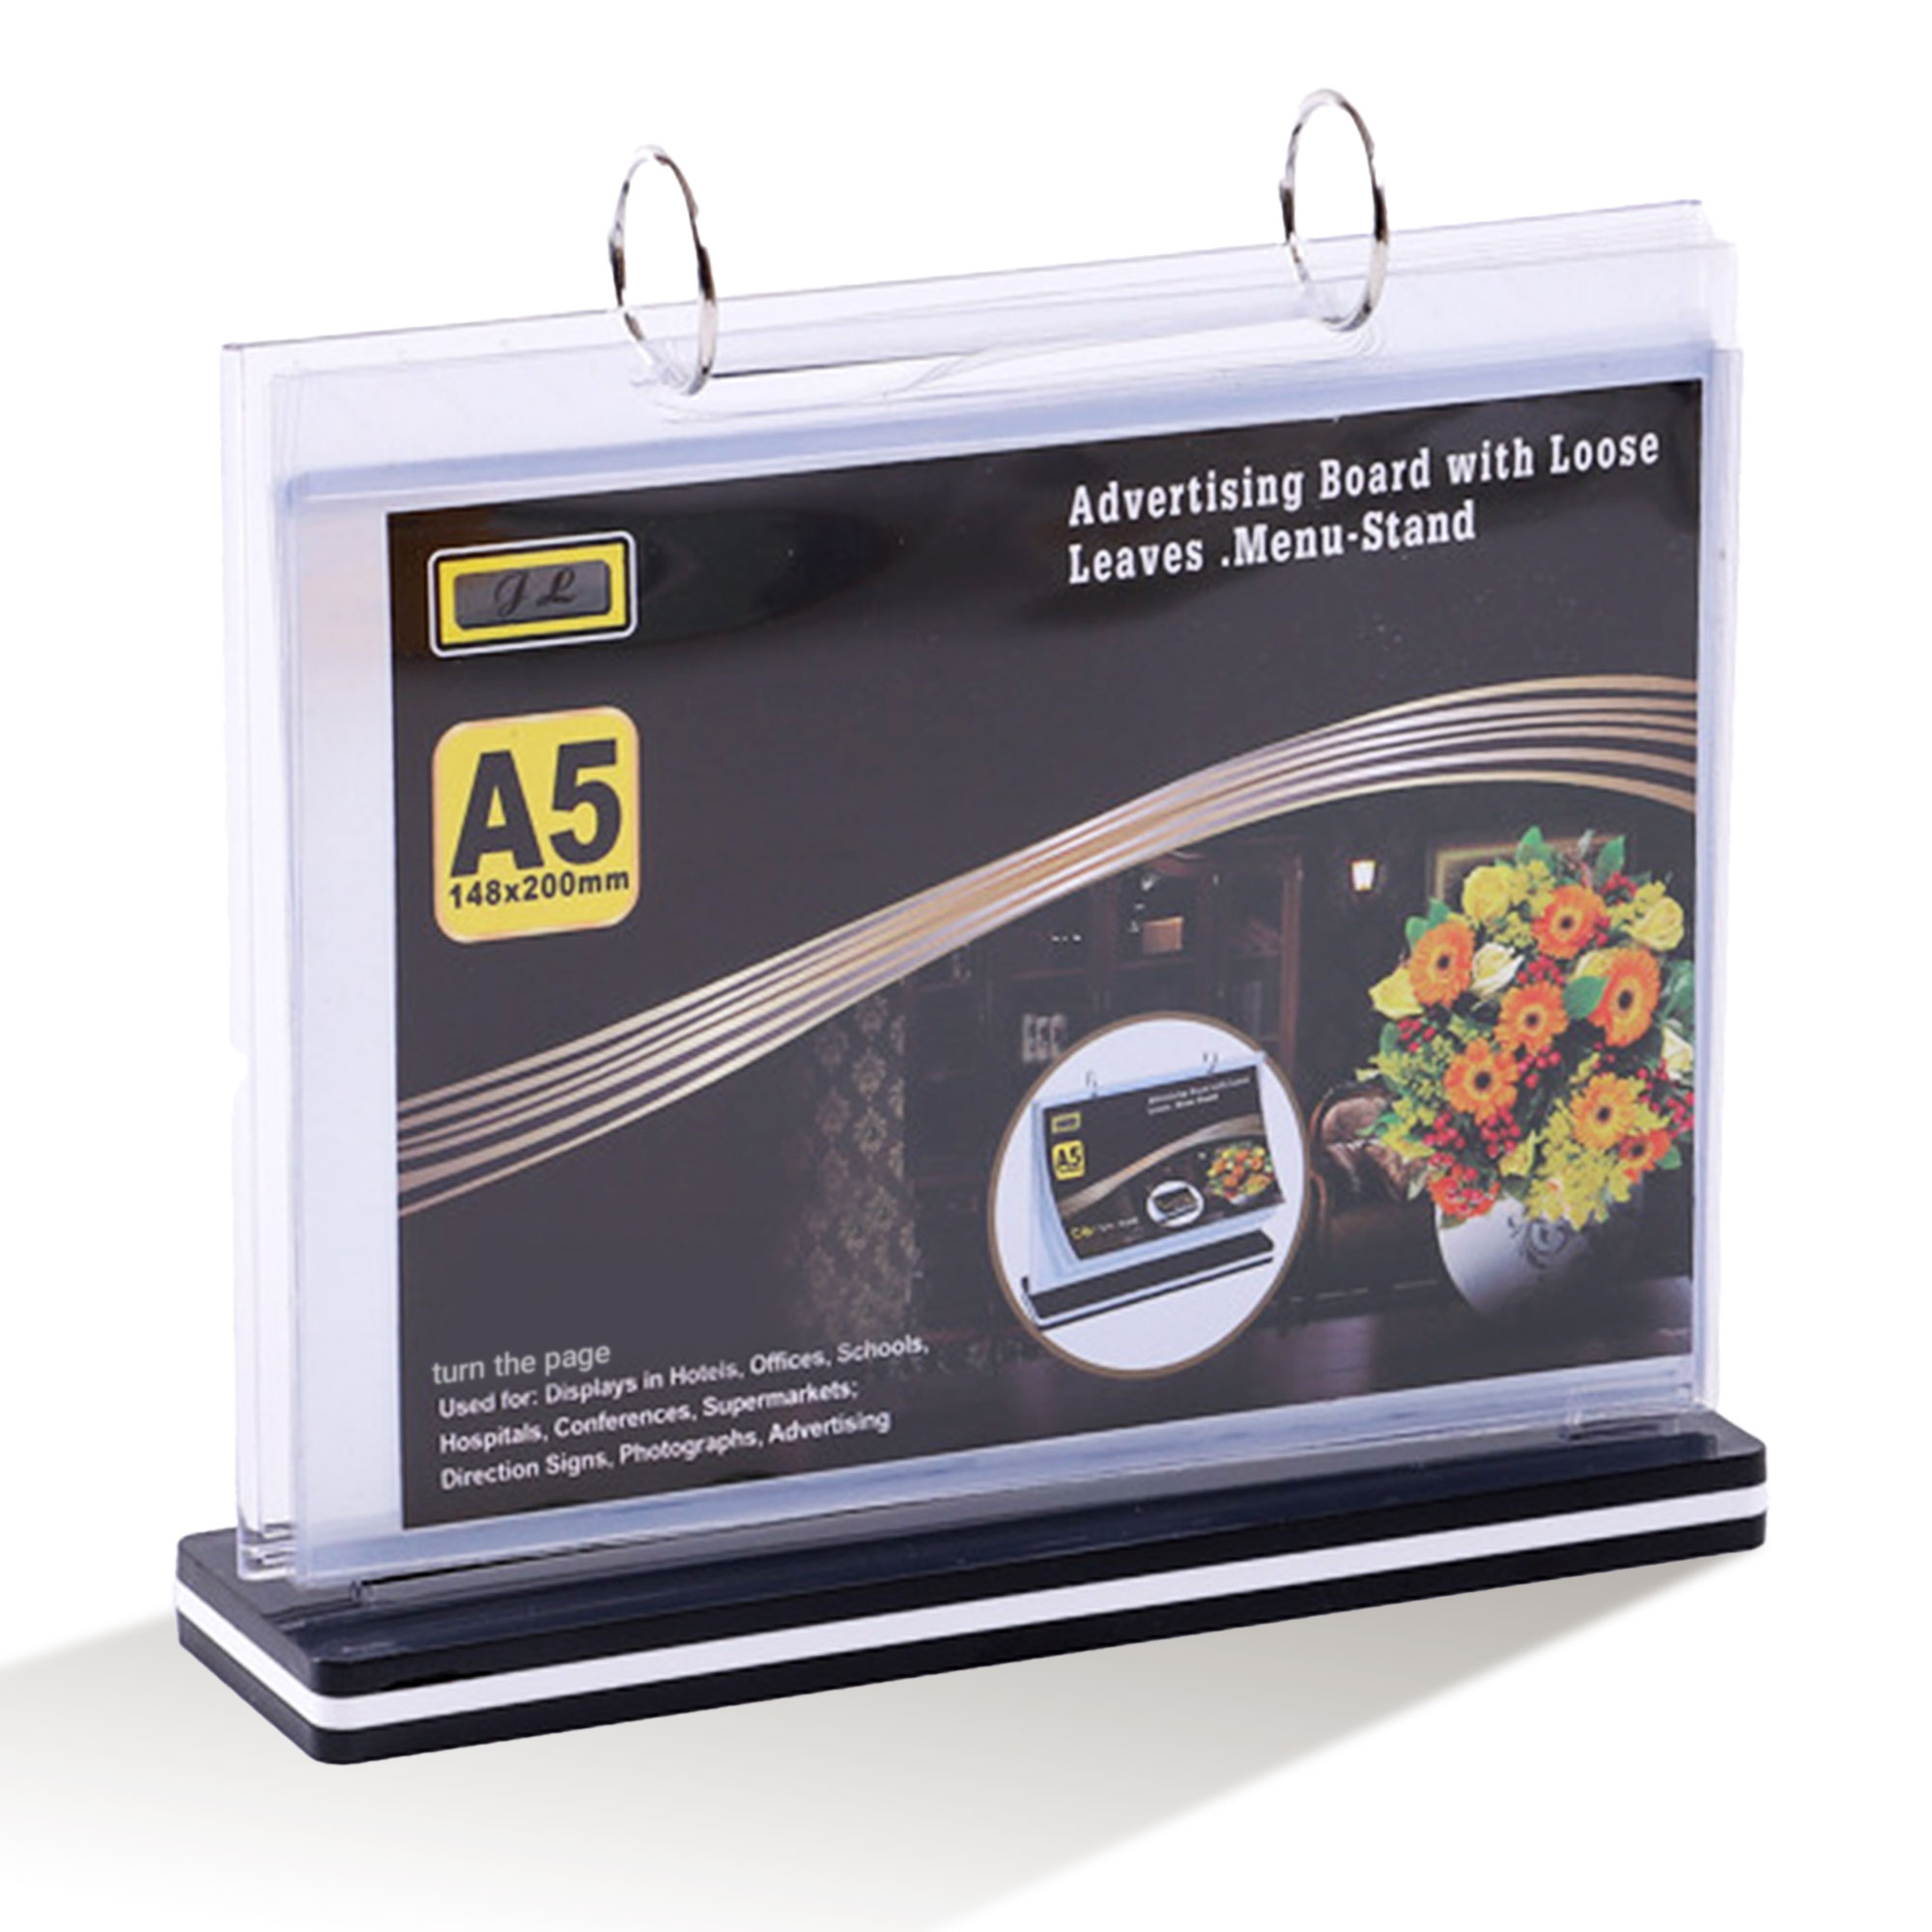 Advertising Board with Loose
Leaves .Menu-Stand
JL
A5
148x200mm
A5
turn the page
Used for: Displays in Hotels, Offices, Schools,
Hospitals, Conferences, Supermarkets;
Direction Signs, Photographs, Advertising